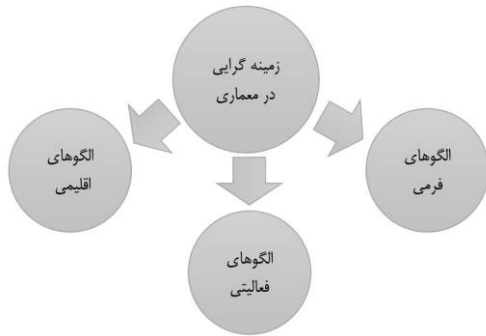 زمینه گرایی
در معماری
الگوهای
فرمی
الگوهای
اقلیمی
الگوهای
فعالیتی